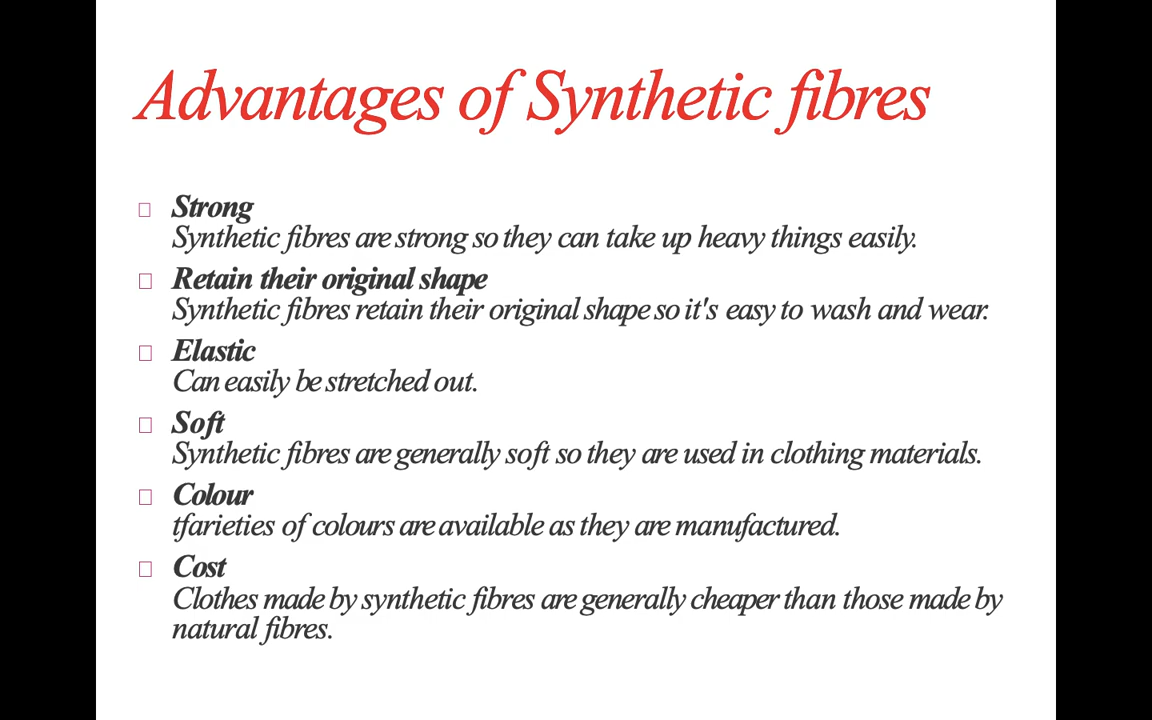 Advantages of Synthetic fibres
Strong
Synthetic fibres are strong so they can take up heavy things easily.
Retain their original shape
Synthetic fibres retain their original shape so it's easy to wash and wear.
Elastic
Can easily be stretched out.
Soft
Synthetic fibres are generally soft so they are used in clothing materials.
Colour
tfarieties of colours are available as they are manufactured.
Cost
Clothes made by synthetic fibres are generally cheaper than those made by
natural fibres.